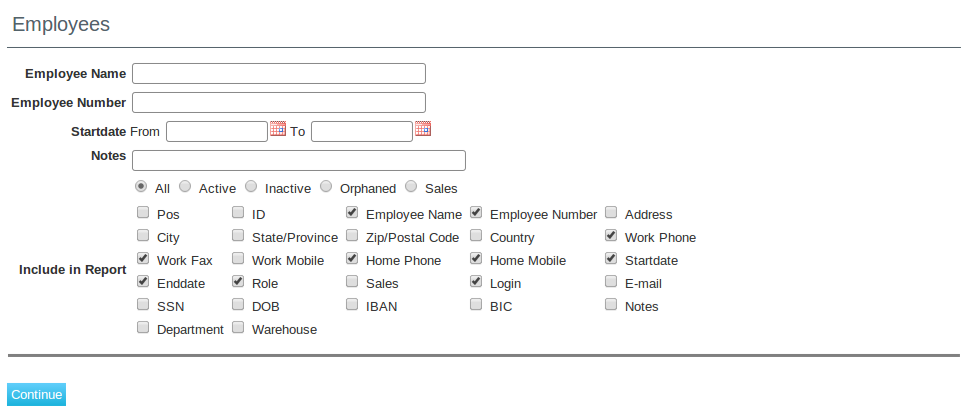 Employees
Employee Name
Employee Number
Startdate From To
Notes
All Active Inactive Orphaned Sales
Pos ID Employee Name Employee Number Address
City State/Province Zip/Postal Code Country Work Phone
Work Fax Work Mobile Home Phone Home Mobile Startdate
Include in Report
Enddate Role Sales Login E-mail
SSN DOB IBAN BIC Notes
Department Warehouse
Continue